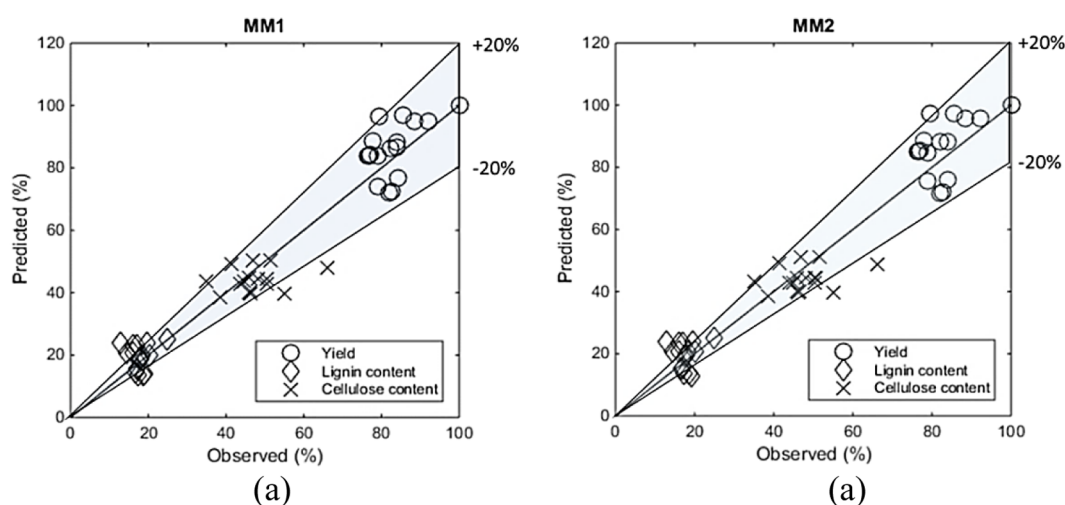 MM1
120
100
80
60
40
20
0
Predicted (%)
0 20 40 60 80 100
Observed (%)
+20%
-20%
Yield
Lignin content
Cellulose content
(a)
MM2
120
100
80
60
40
20
0
Predicted (%)
0 20 40 60 80 100
Observed (%)
+20%
-20%
Yield
Lignin content
Cellulose content
(a)